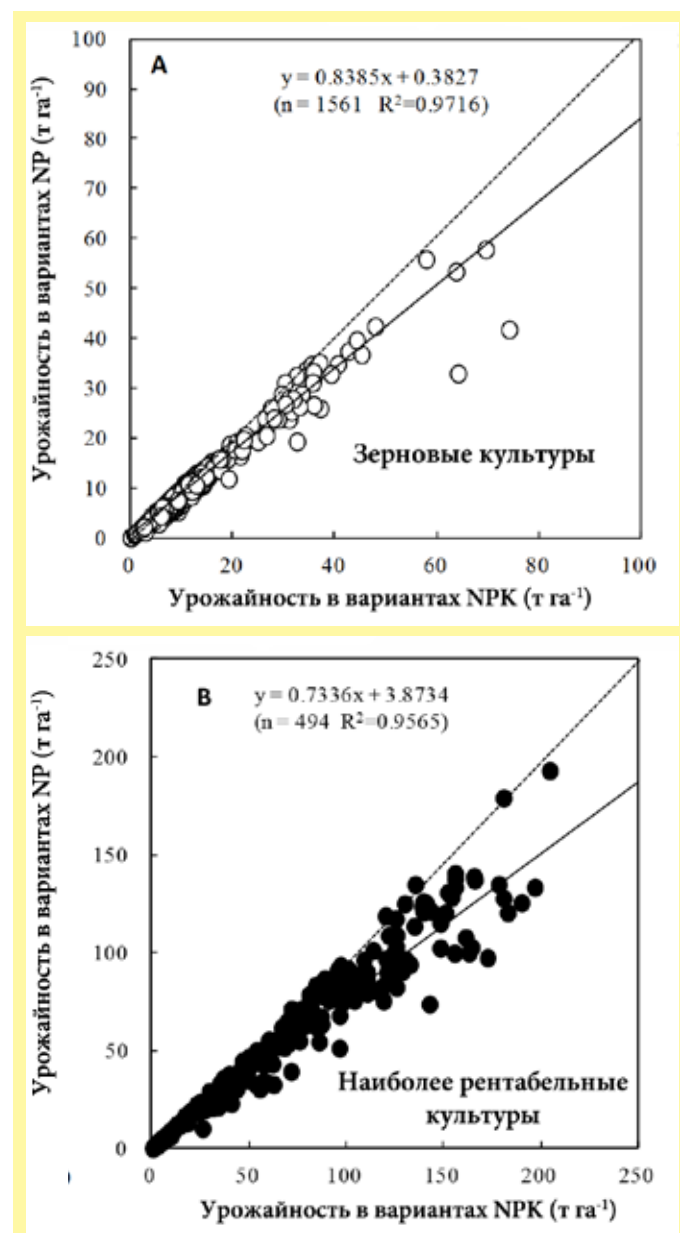 100
90
80
70
60
50
40
30
20
10
0
A
y = 0.8385x + 0.3827
(n = 1561 R²=0.9716)
Зерновые культуры
0 20 40 60 80 100
Урожайность в вариантах NP (т га⁻¹)
Урожайность в вариантах NPK (т га⁻¹)
250
200
150
100
50
0
B
y = 0.7336x + 3.8734
(n = 494 R²=0.9565)
Наиболее рентабельные
культуры
0 50 100 150 200 250
Урожайность в вариантах NP (т га⁻¹)
Урожайность в вариантах NPK (т га⁻¹)